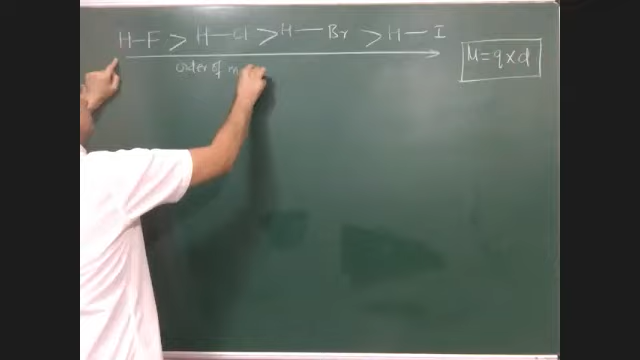 H-F > H-Cl > H-Br > H-I
M = q x d
order of m